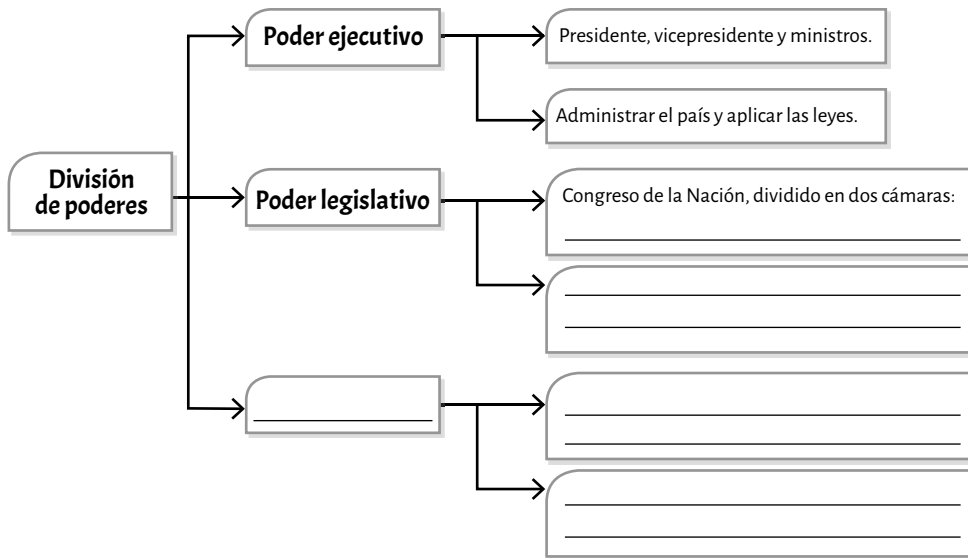 Poder ejecutivo
Presidente, vicepresidente y ministros.
Administrar el país y aplicar las leyes.
División
de poderes
Poder legislativo
Congreso de la Nación, dividido en dos cámaras: